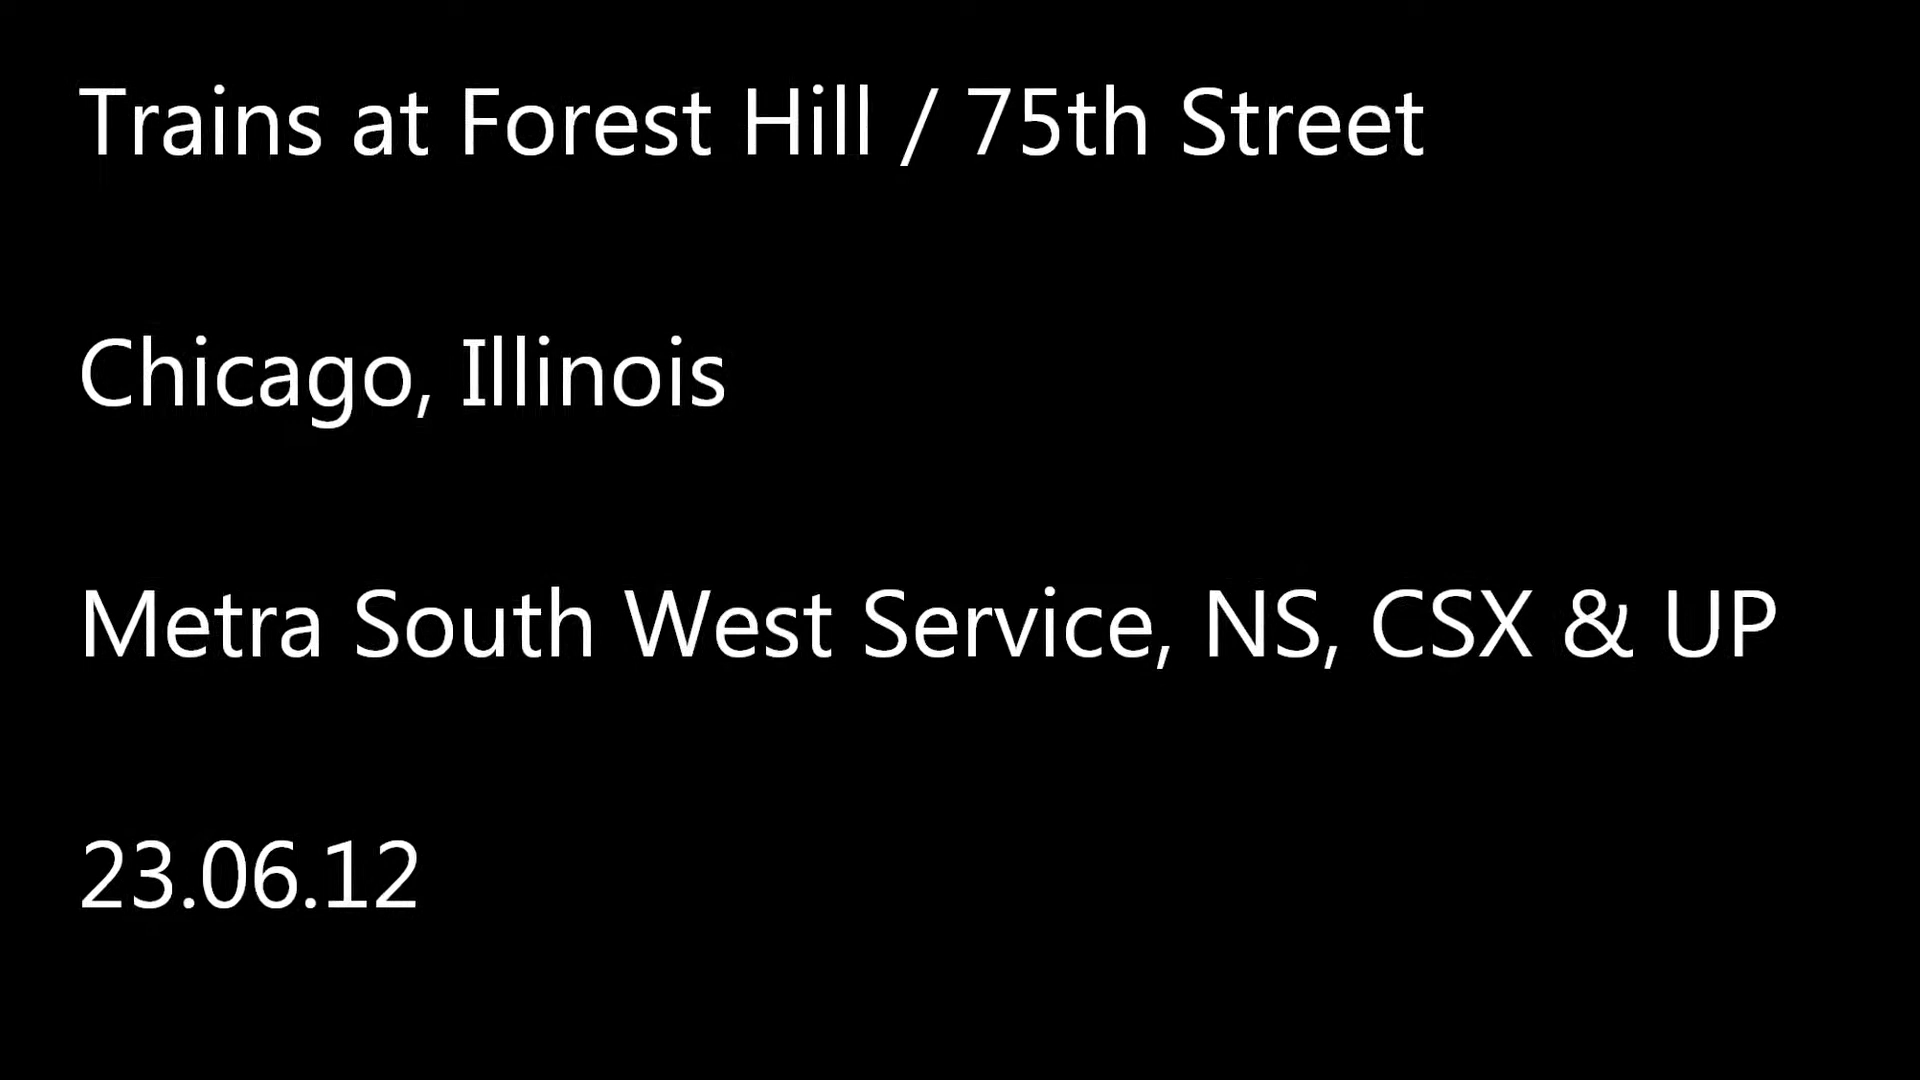 Trains at Forest Hill / 75th Street
Chicago, Illinois
Metra South West Service, NS, CSX & UP
23.06.12